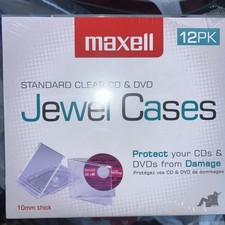 maxell
12PK
STANDARD CLEAR CD & DVD
Jewel Cases
Protect your CDs &
DVDs from Damage
Protégez vos CD & DVD de dommages
10mm thick